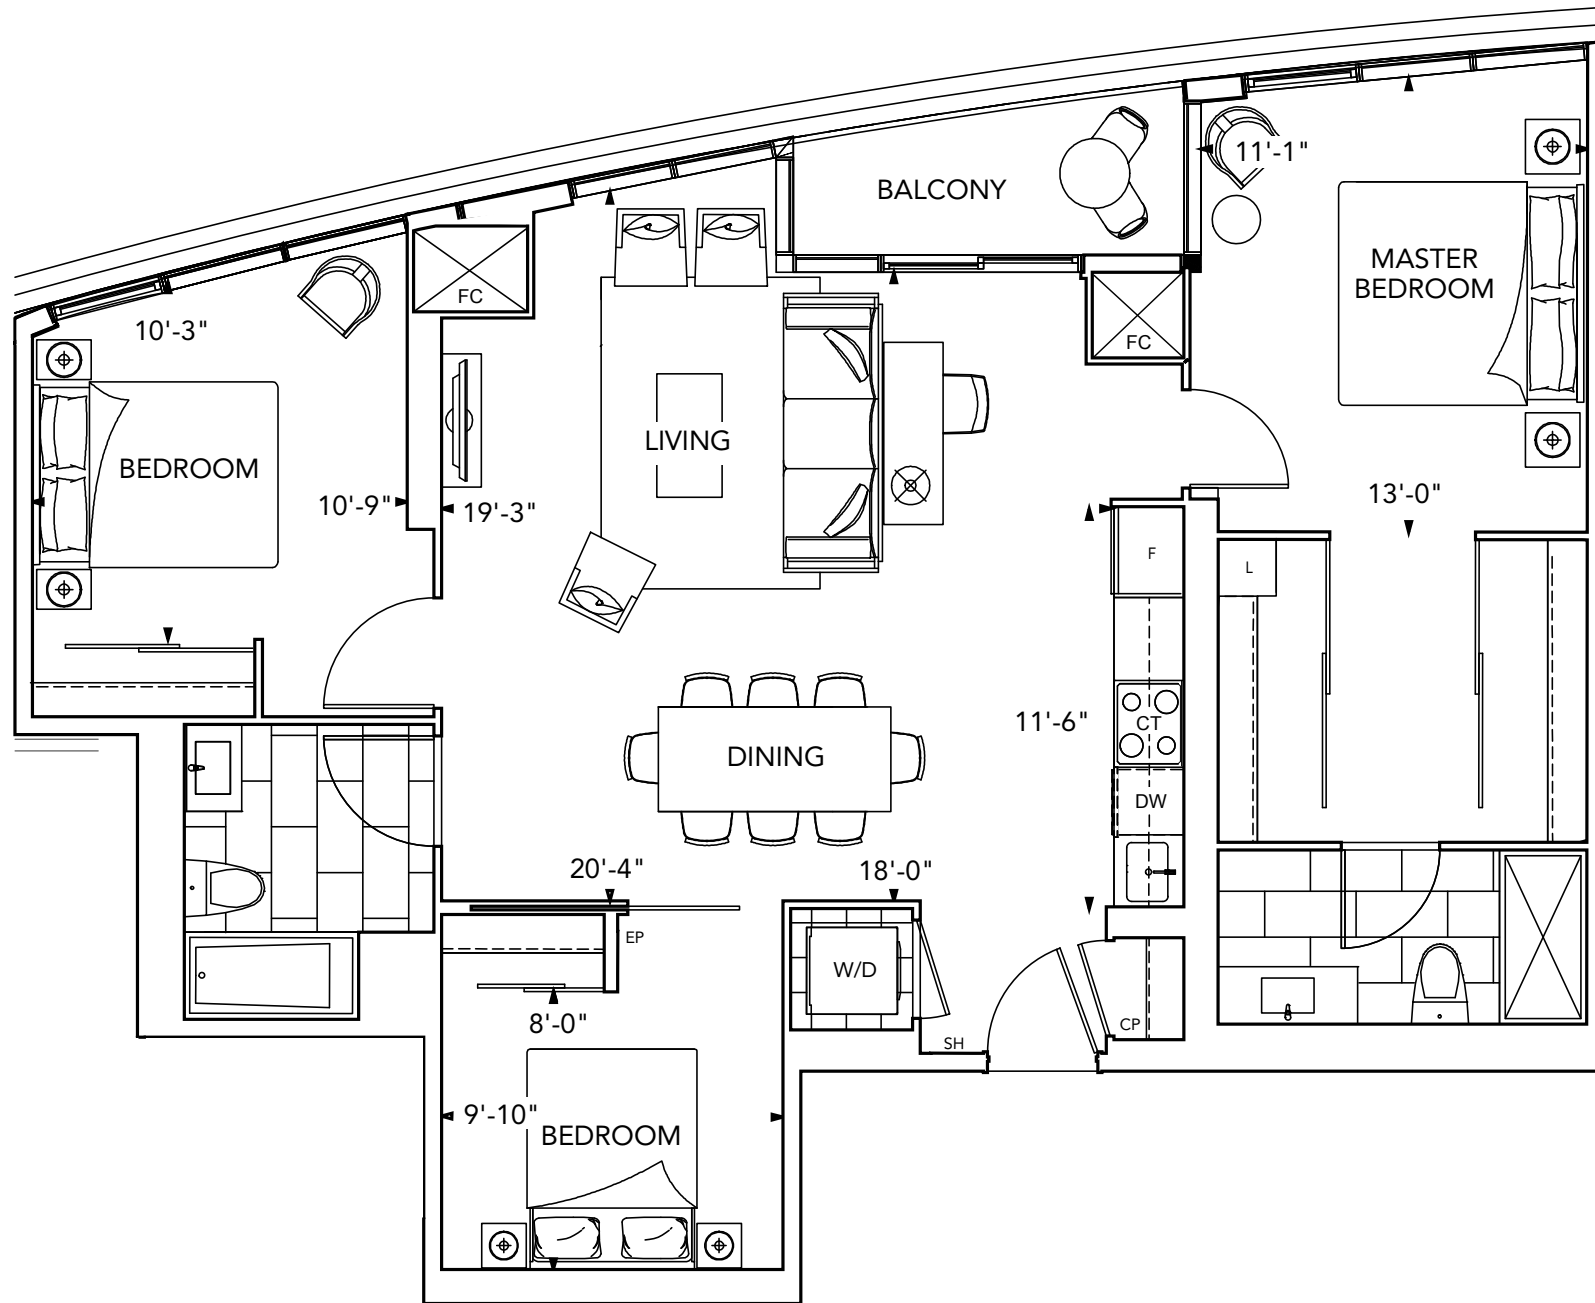 11'-1"
BALCONY
MASTER
BEDROOM
FC
10'-3"
FC
LIVING
BEDROOM
13'-0"
10'-9"
19'-3"
F
L
11'-6"
CT
DINING
DW
20'-4"
18'-0"
EP
W/D
8'-0"
CP
SH
9'-10"
BEDROOM